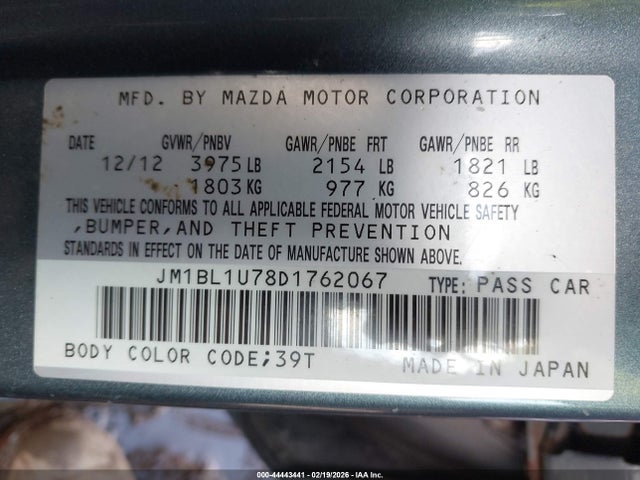 MFD. BY MAZDA MOTOR CORPORATION
DATE GVWR/PNBV GAWR/PNBE FRT GAWR/PNBE RR
12/12 3975 LB 2154 LB 1821 LB
1803 KG 977 KG 826 KG
THIS VEHICLE CONFORMS TO ALL APPLICABLE FEDERAL MOTOR VEHICLE SAFETY
,BUMPER,AND THEFT PREVENTION
STANDARDS IN EFFECT ON THE DATE OF MANUFACTURE SHOWN ABOVE.
JM1BL1U78D1762067 TYPE: PASS CAR
BODY COLOR CODE;39T MADE IN JAPAN
000-44443441 - 02/19/2026 - IAA Inc.